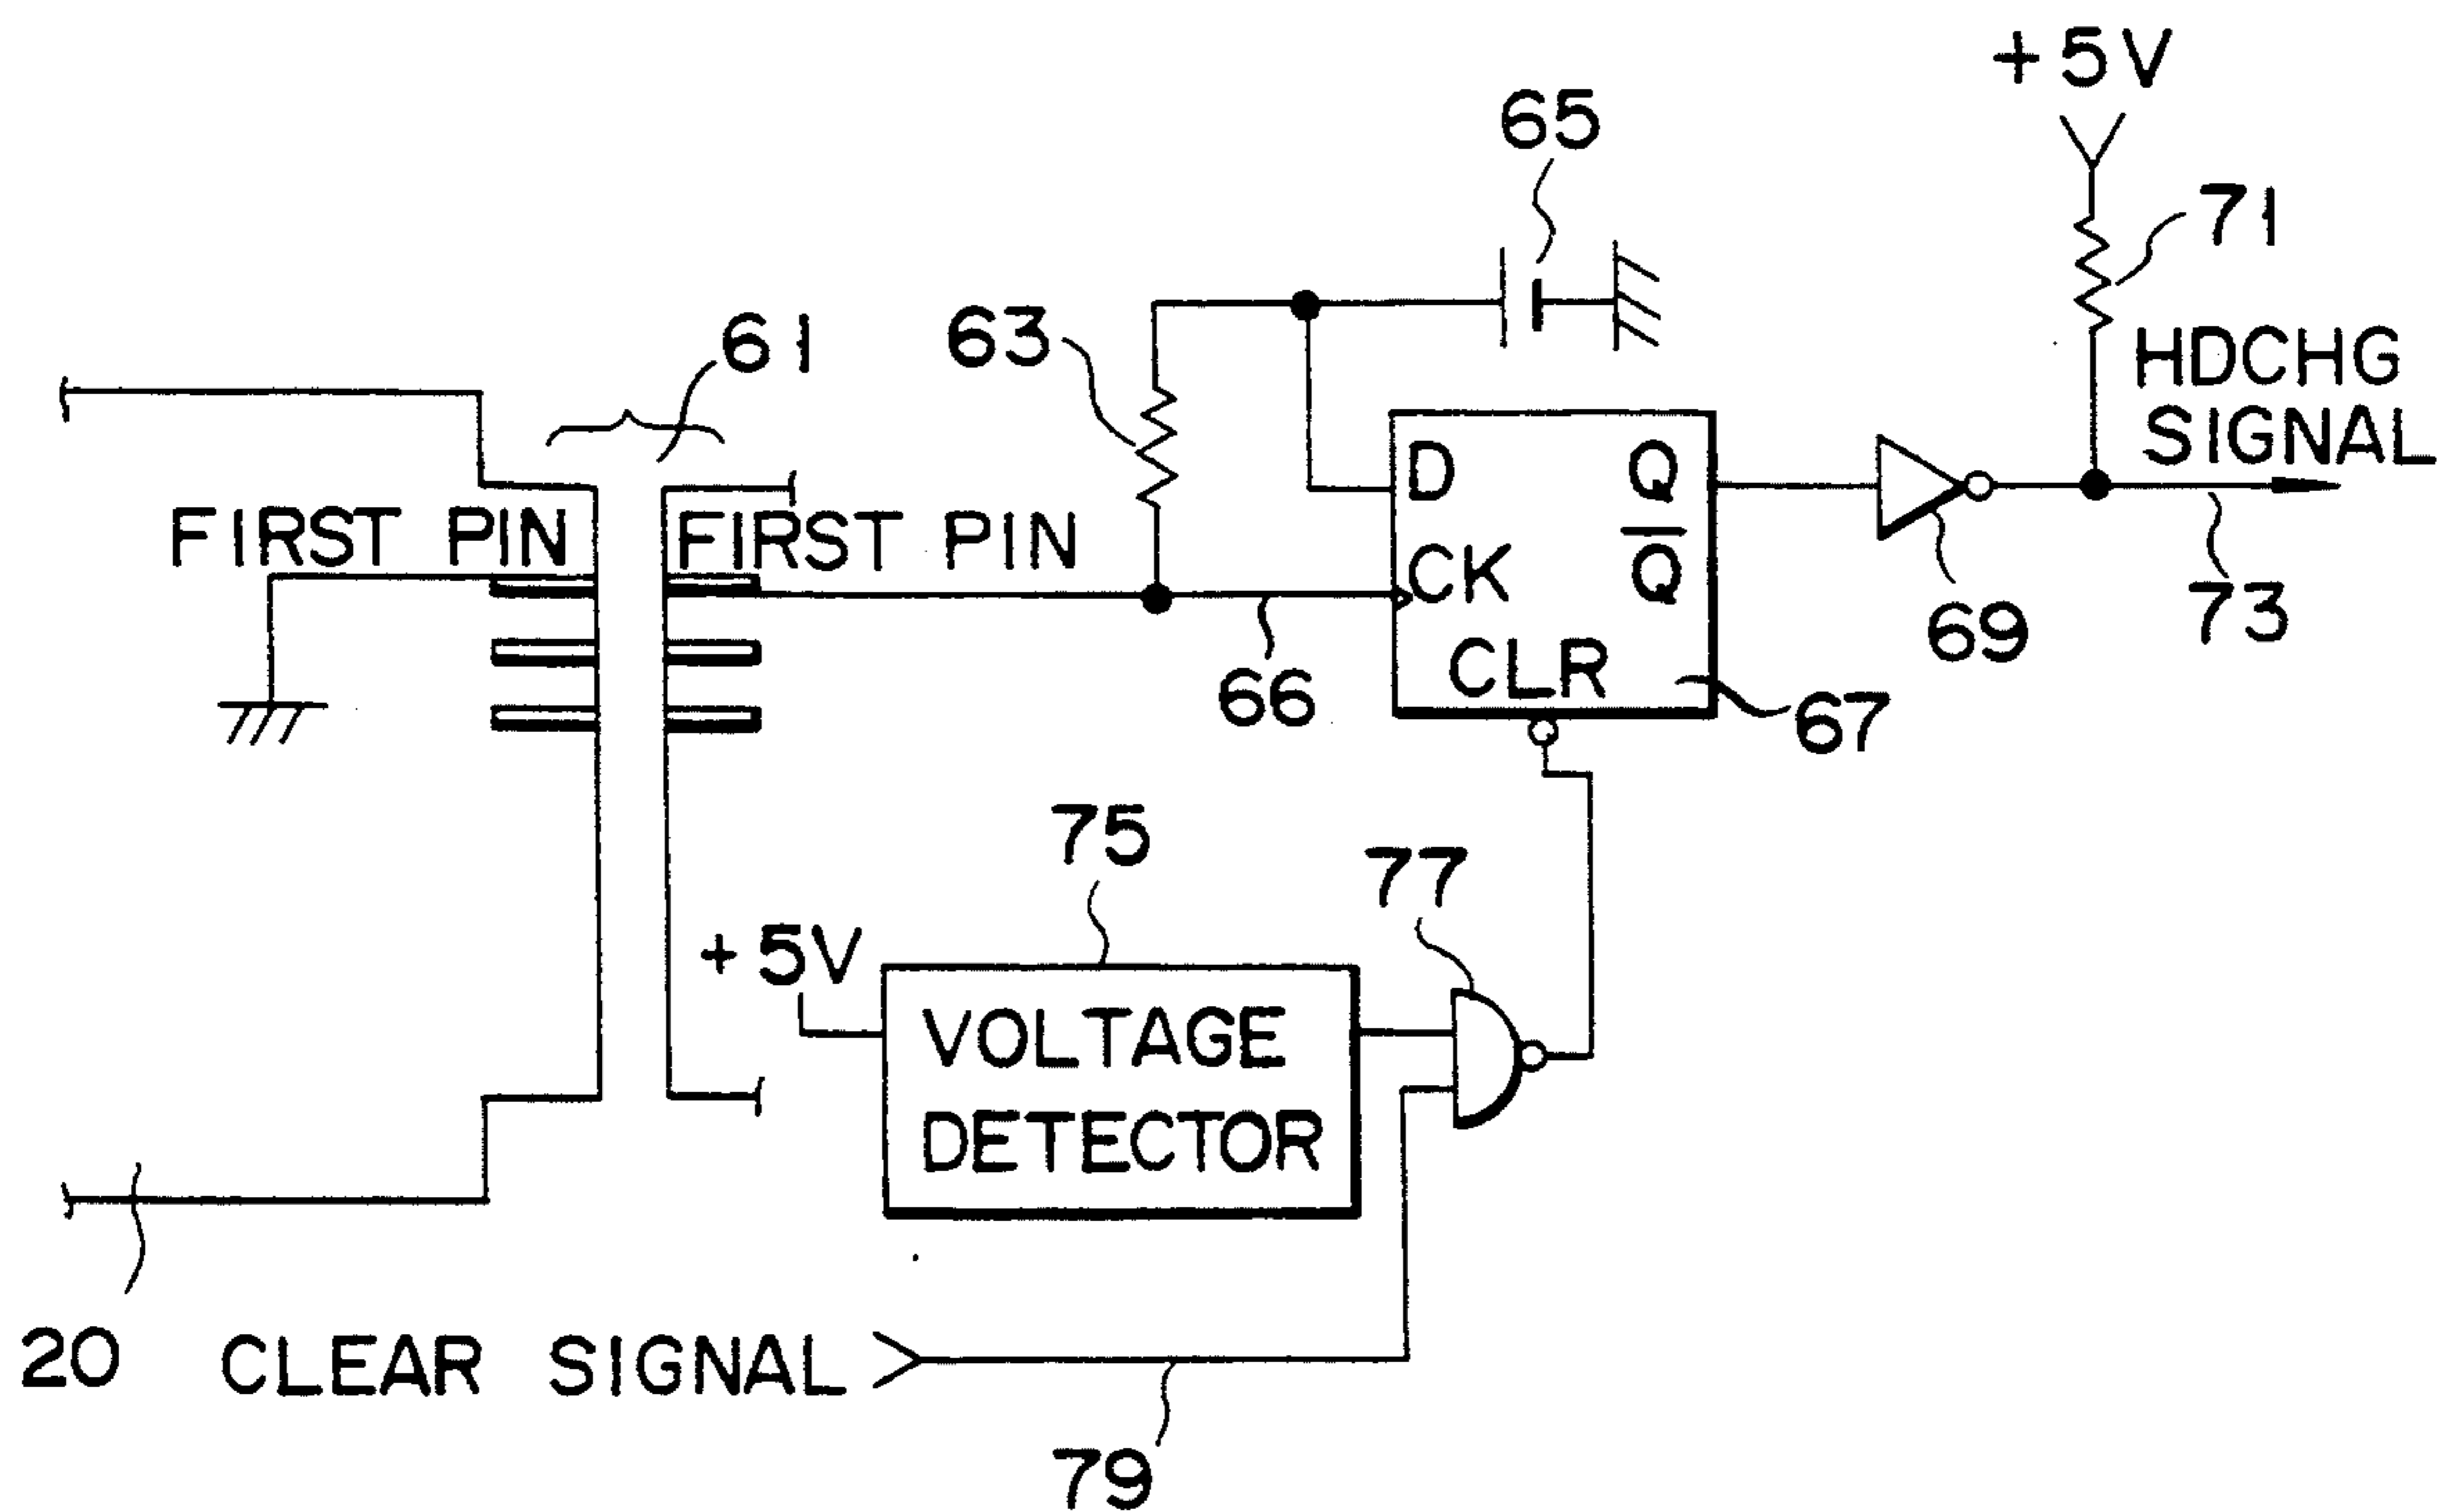 +5V
65
71
63
61
HDCHG
SIGNAL
D Q
FIRST PIN
FIRST PIN
CK Q̅
CLR
69
73
66
67
75
77
+5V
VOLTAGE
DETECTOR
20
CLEAR SIGNAL
79